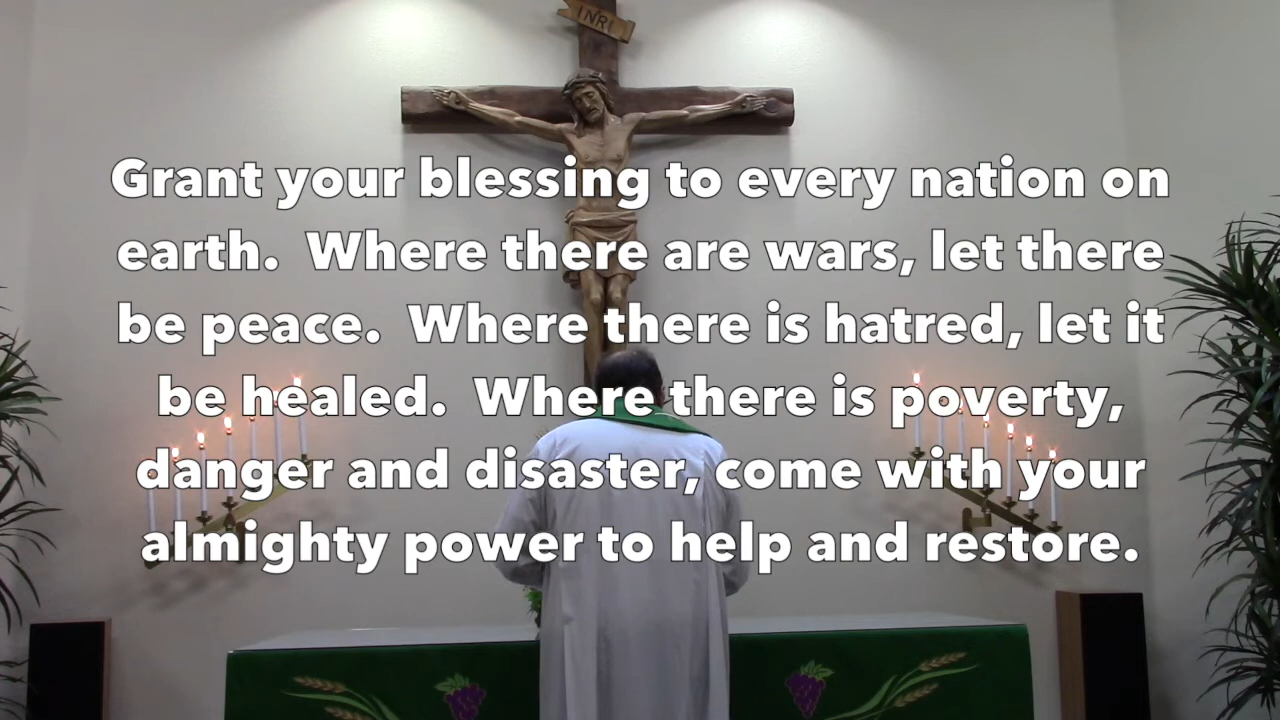 INRI
Grant your blessing to every nation on
earth.  Where there are wars, let there
be peace.  Where there is hatred, let it
be healed.  Where there is poverty,
danger and disaster, come with your
almighty power to help and restore.